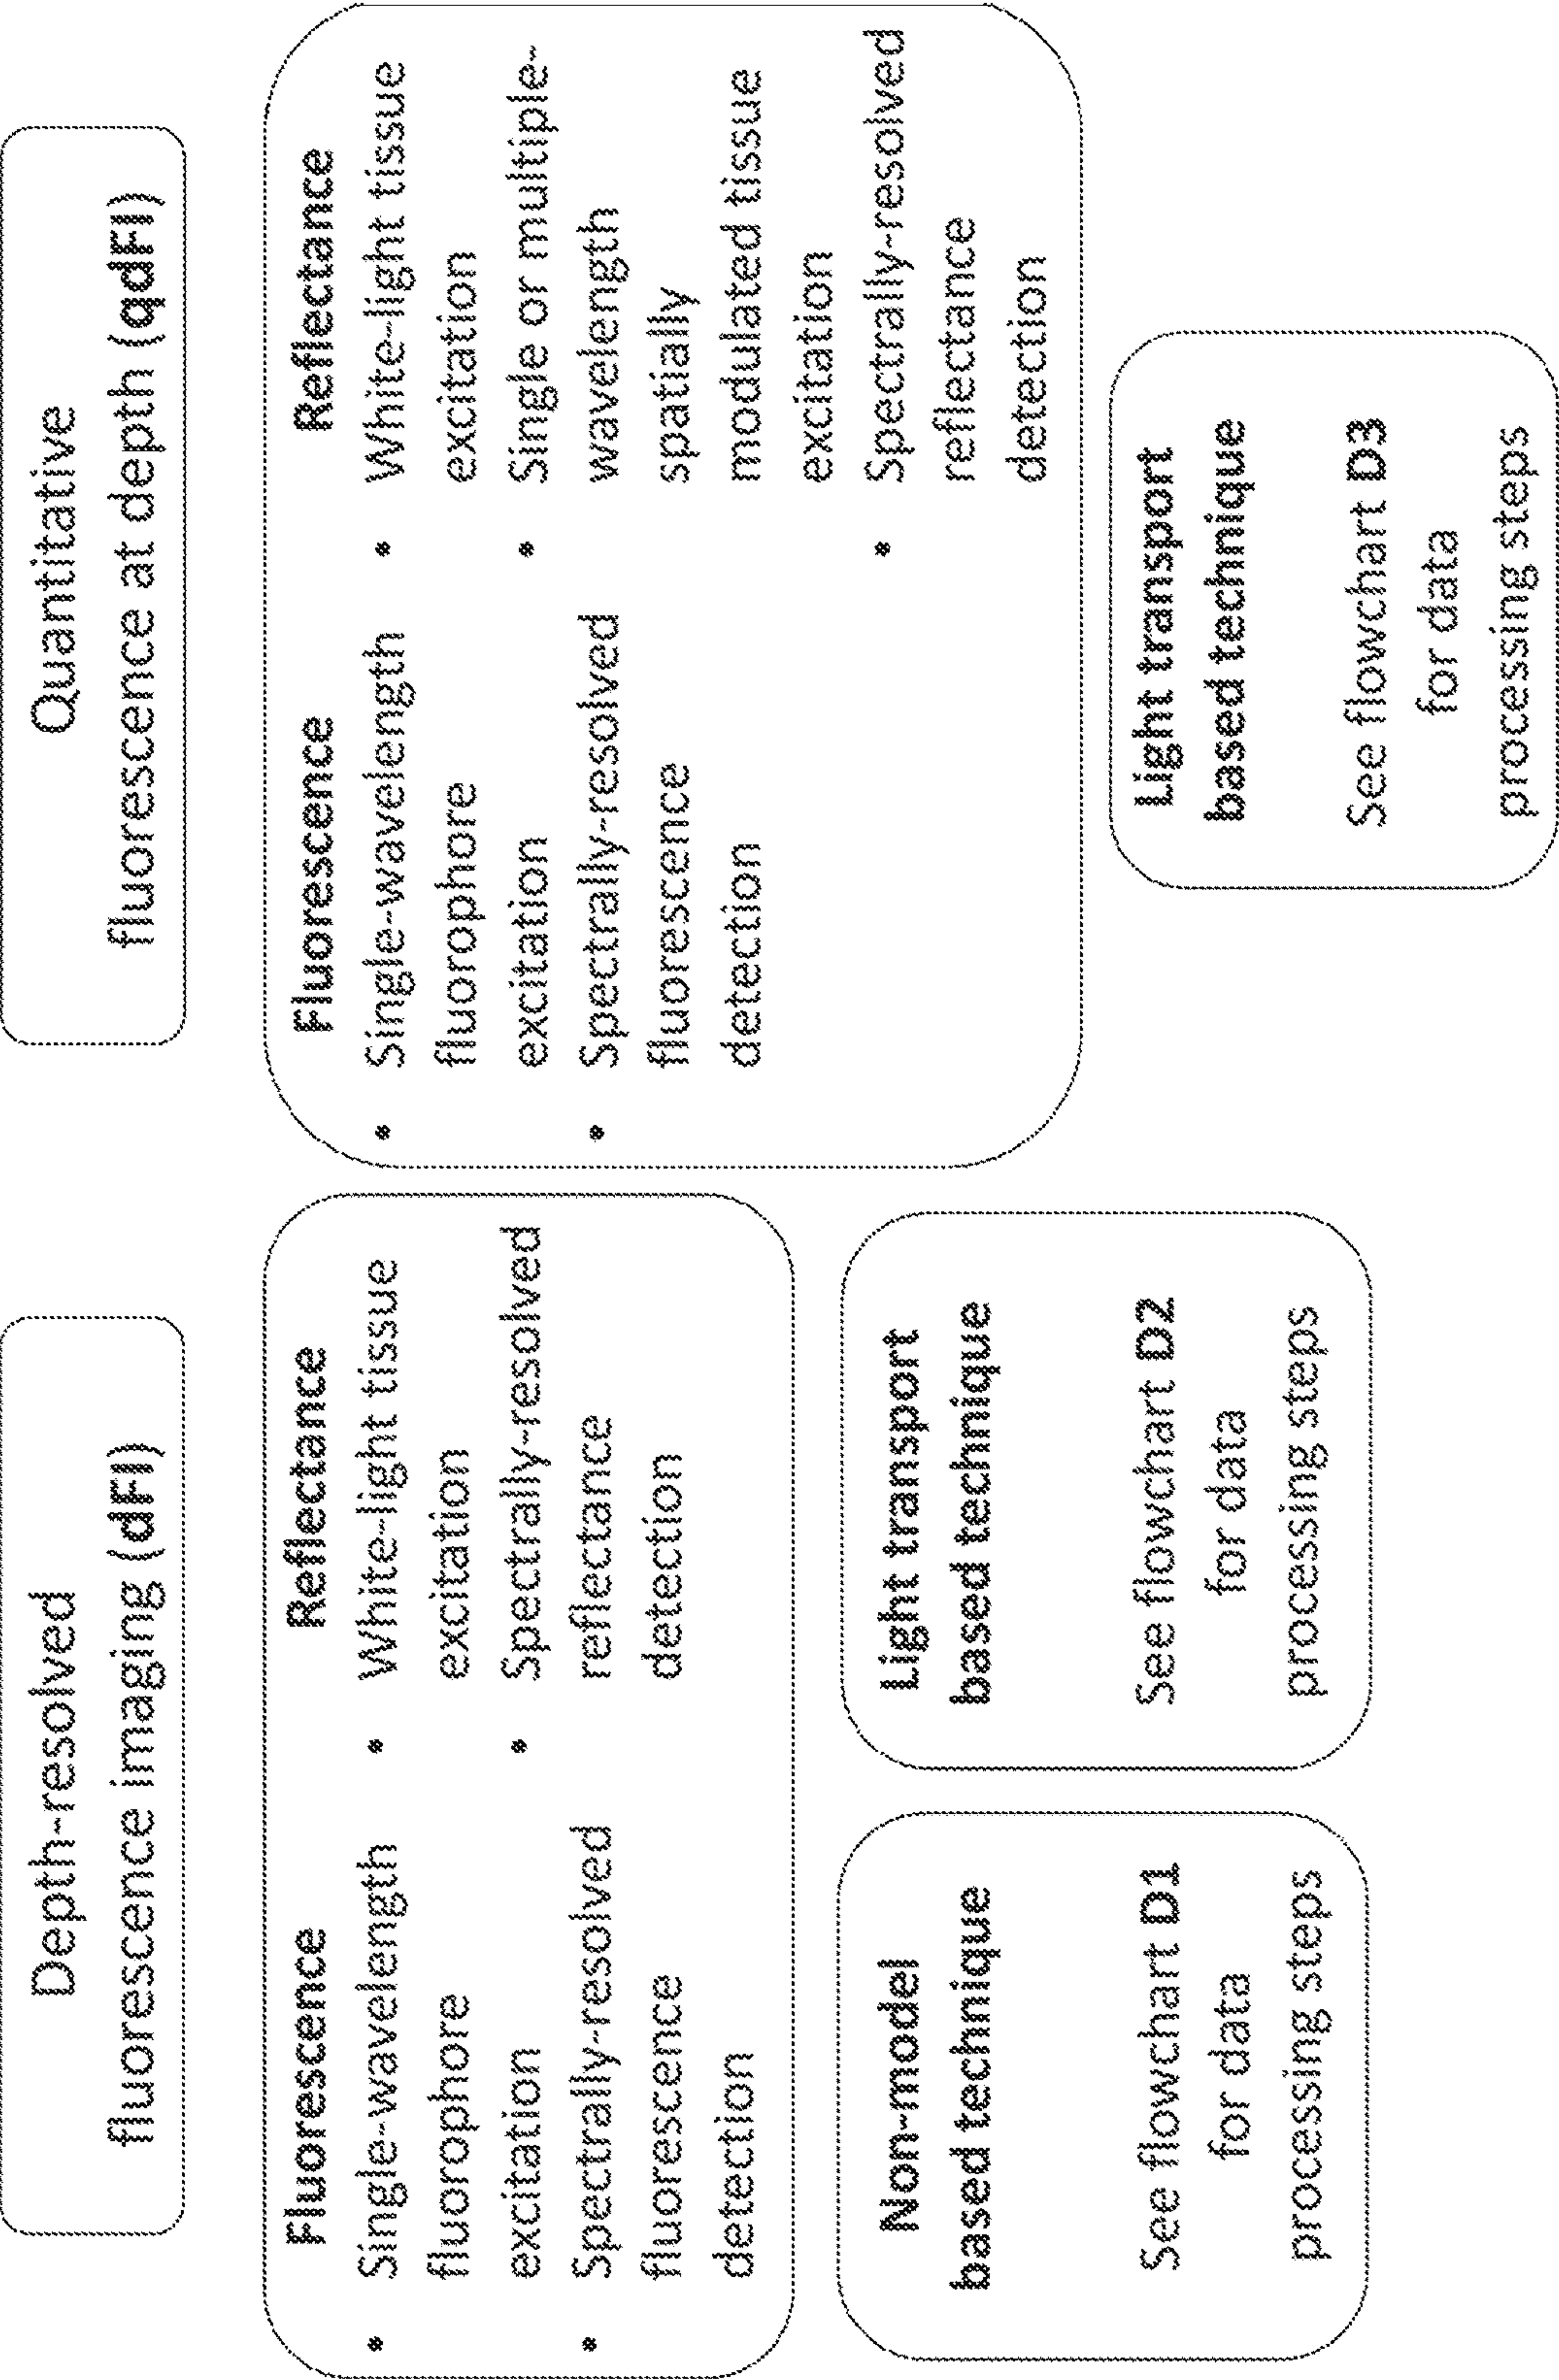 Depth-resolved
fluorescence imaging (dFI)
Fluorescence
• Single-wavelength
fluorophore
excitation
• Spectrally-resolved
fluorescence
detection
Reflectance
• White-light tissue
excitation
• Spectrally-resolved
reflectance
detection
Non-model
based technique
See flowchart D1
for data
processing steps
Light transport
based technique
See flowchart D2
for data
processing steps
Quantitative
fluorescence at depth (qdFI)
Fluorescence
• Single-wavelength
fluorophore
excitation
• Spectrally-resolved
fluorescence
detection
Reflectance
• White-light tissue
excitation
• Single or multiple-
wavelength
spatially
modulated tissue
excitation
• Spectrally-resolved
reflectance
detection
Light transport
based technique
See flowchart D3
for data
processing steps